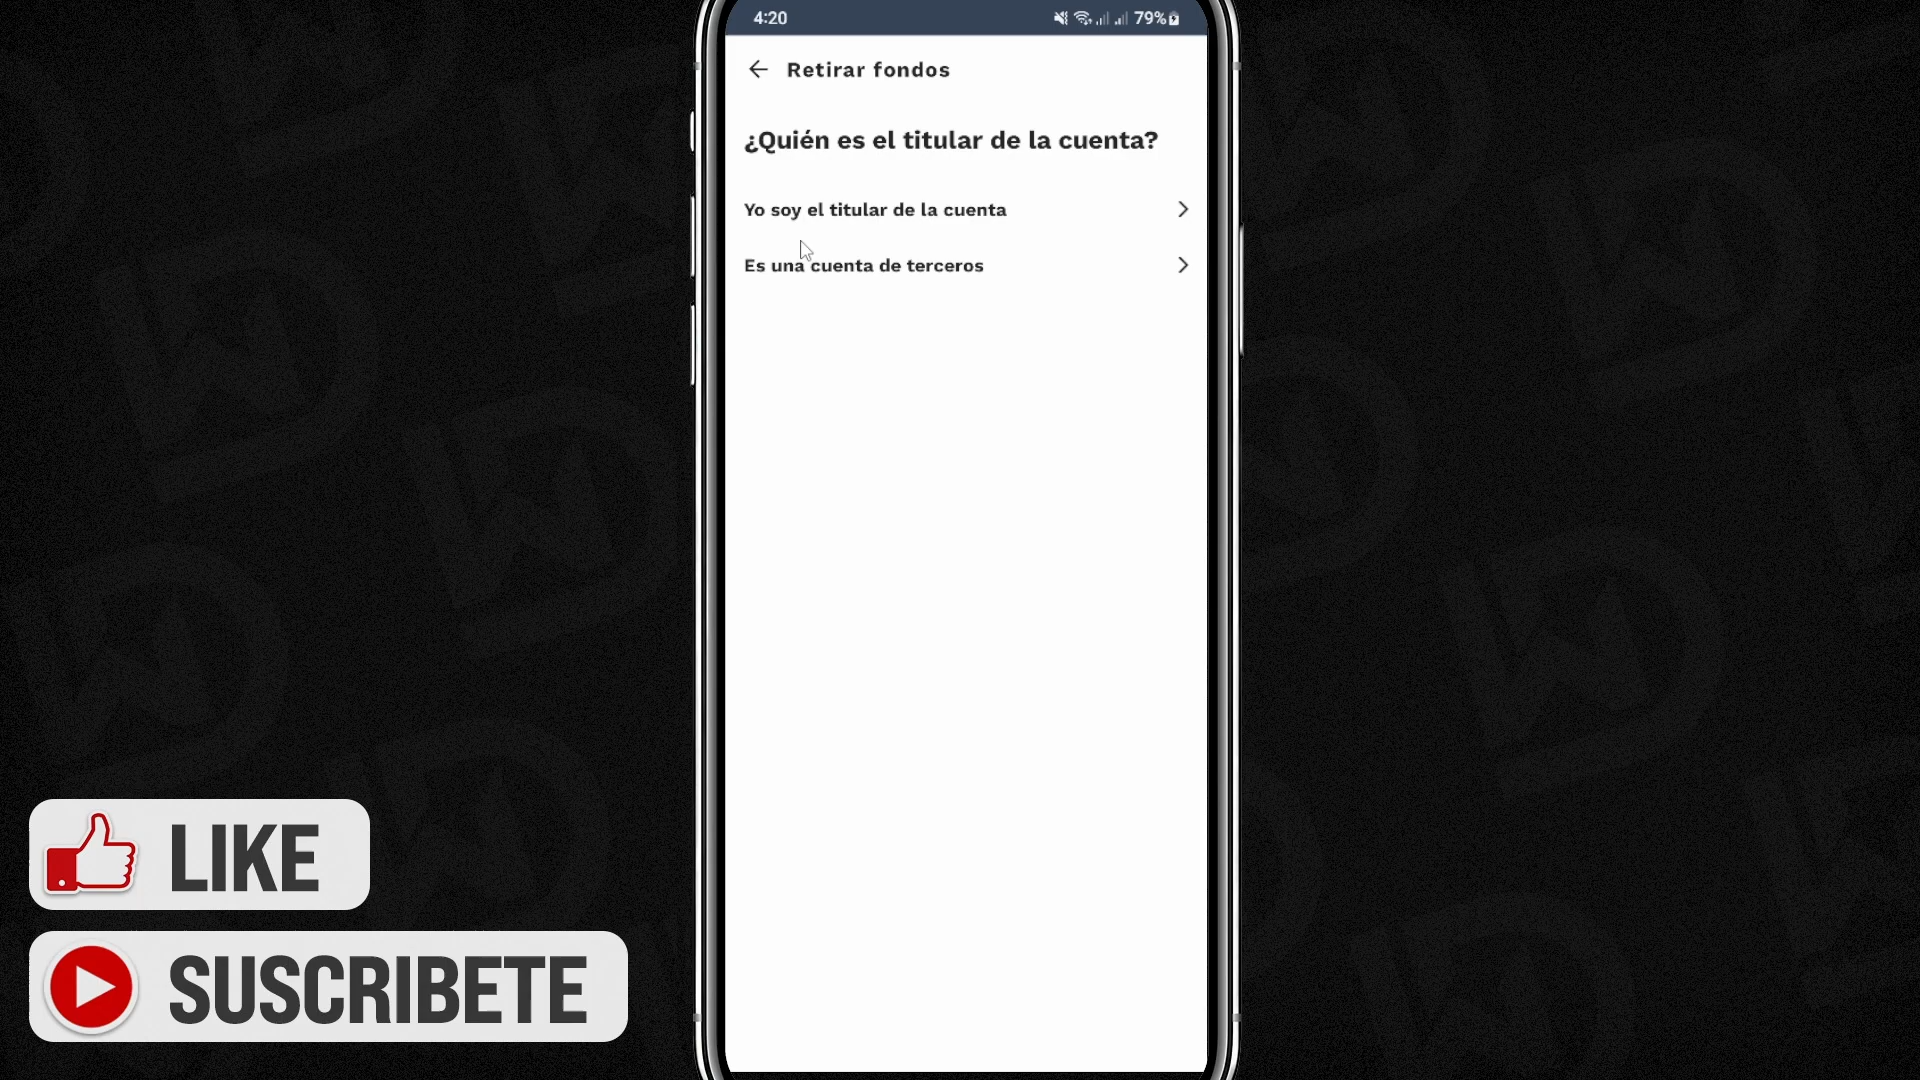 4:20
79%
Retirar fondos
¿Quién es el titular de la cuenta?
Yo soy el titular de la cuenta
Es una cuenta de terceros
LIKE
SUSCRIBETE